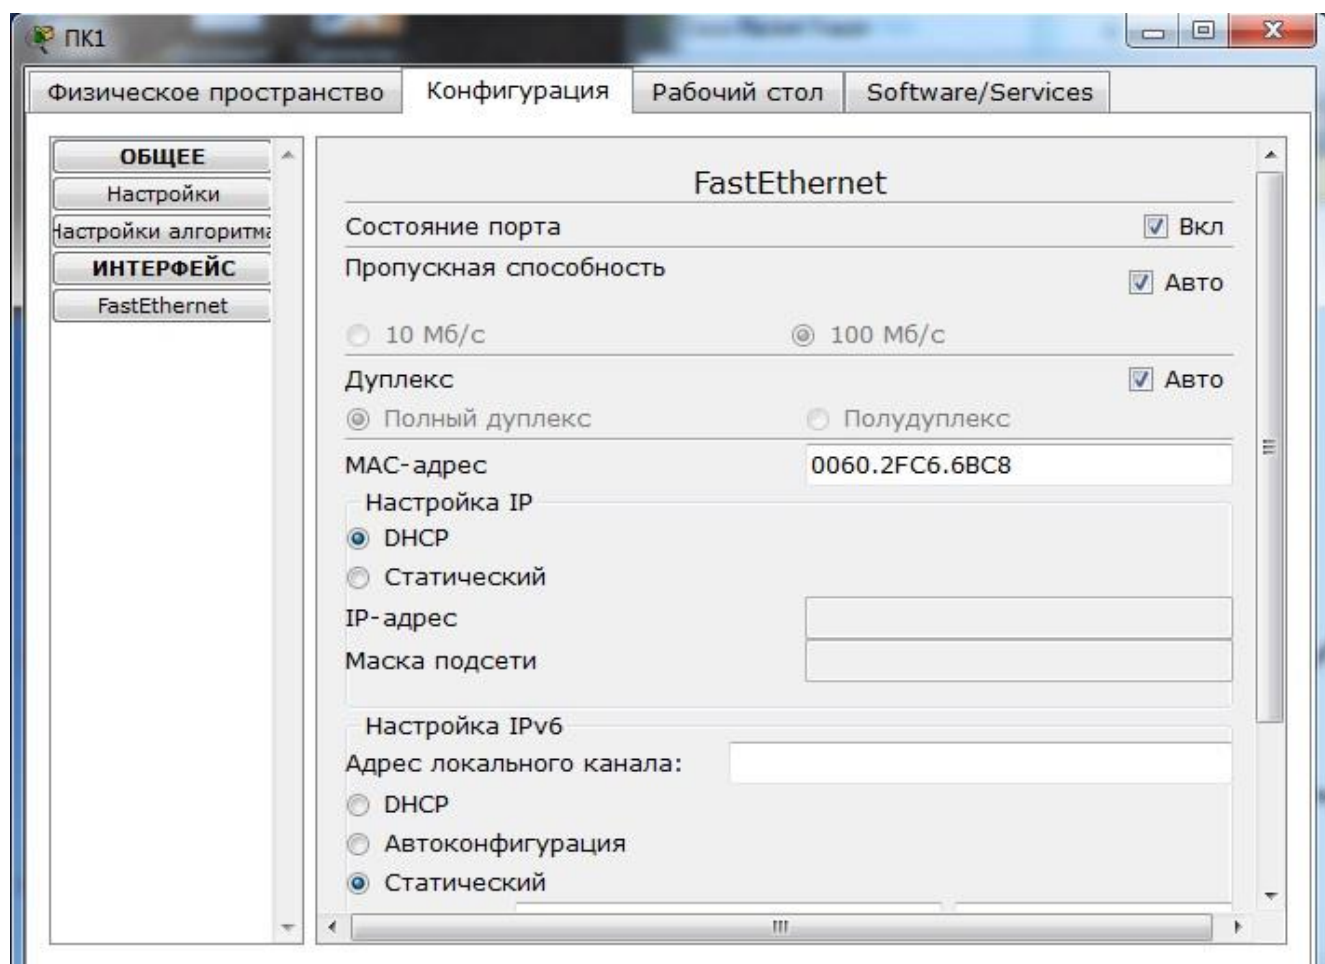 ПК1
Физическое пространство Конфигурация Рабочий стол Software/Services
ОБЩЕЕ
Настройки
Настройки алгоритма
ИНТЕРФЕЙС
FastEthernet
FastEthernet
Состояние порта Вкл
Пропускная способность
Авто
10 Мб/с 100 Мб/с
Дуплекс Авто
Полный дуплекс Полудуплекс
MAC-адрес 0060.2FC6.6BC8
Настройка IP
DHCP
Статический
IP-адрес
Маска подсети
Настройка IPv6
Адрес локального канала:
DHCP
Автоконфигурация
Статический